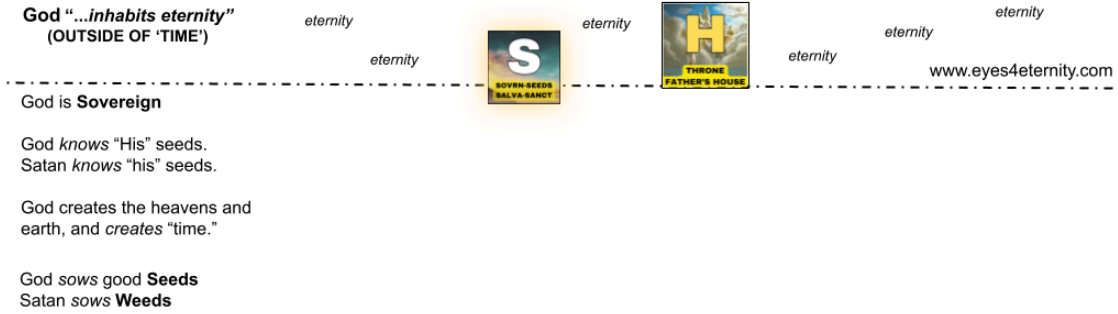 God “...inhabits eternity”
(OUTSIDE OF ‘TIME’)
eternity
eternity
eternity
eternity
eternity
eternity
S
SOVRN-SEEDS
SALVA-SANCT
H
THRONE
FATHER'S HOUSE
www.eyes4eternity.com
God is Sovereign
God knows “His” seeds.
Satan knows “his” seeds.
God creates the heavens and
earth, and creates “time.”
God sows good Seeds
Satan sows Weeds